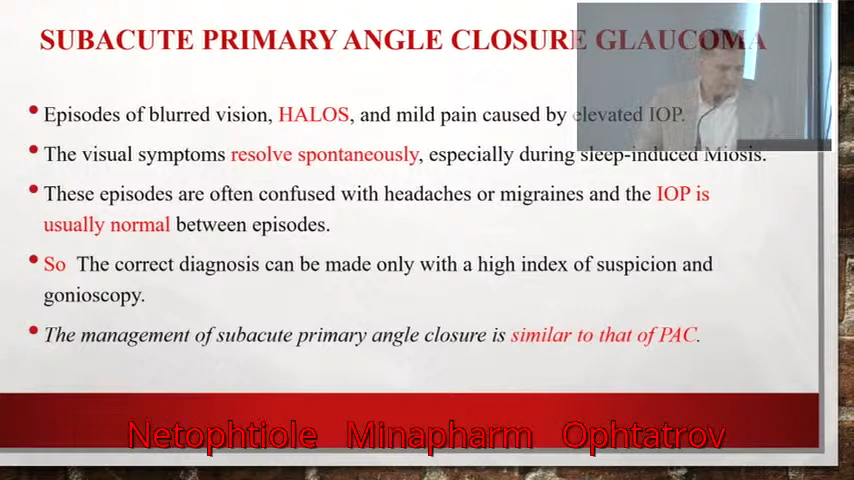 SUBACUTE PRIMARY ANGLE CLOSURE GLAUCOMA
• Episodes of blurred vision, HALOS, and mild pain caused by elevated IOP.
• The visual symptoms resolve spontaneously, especially during sleep-induced Miosis.
• These episodes are often confused with headaches or migraines and the IOP is
usually normal between episodes.
• So The correct diagnosis can be made only with a high index of suspicion and
gonioscopy.
• The management of subacute primary angle closure is similar to that of PAC.
Netophtiole Minapharm Ophtatrov